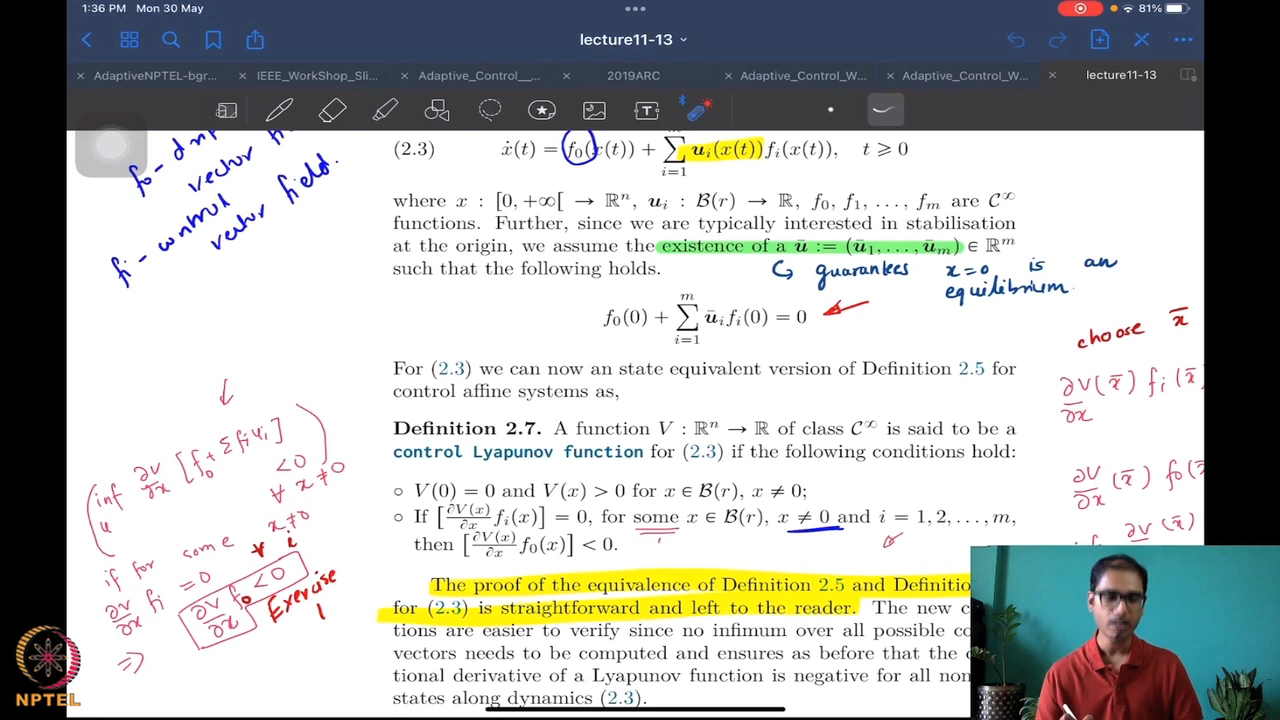 1:36 PM Mon 30 May
81%
lecture11-13
AdaptiveNPTEL-bgr...
IEEE_WorkShop_Sli...
Adaptive_Control__...
2019ARC
Adaptive_Control_W...
Adaptive_Control_W...
lecture11-13
f₀ - drift
vector fi
fi - control
vector field.
(2.3) ẋ(t) = f₀(x(t)) + ∑ᵢ₌₁ᵐ uᵢ(x(t))fᵢ(x(t)), t ⩾ 0
where x : [0, +∞[ → ℝⁿ, uᵢ : ℬ(r) → ℝ, f₀, f₁, . . . , fₘ are 𝒞^∞
functions. Further, since we are typically interested in stabilisation
at the origin, we assume the existence of a ū := (ū₁, . . . , ūₘ) ∈ ℝᵐ
such that the following holds.
↳ guarantees x=0 is an
equilibrium.
f₀(0) + ∑ᵢ₌₁ᵐ ūᵢfᵢ(0) = 0
choose x̄
For (2.3) we can now an state equivalent version of Definition 2.5 for
control affine systems as,
∂V(x̄)/∂x fᵢ(x̄)
Definition 2.7. A function V : ℝⁿ → ℝ of class 𝒞^∞ is said to be a
control Lyapunov function for (2.3) if the following conditions hold:
∘ V(0) = 0 and V(x) > 0 for x ∈ ℬ(r), x ≠ 0;
∘ If [∂V(x)/∂x fᵢ(x)] = 0, for some x ∈ ℬ(r), x ≠ 0 and i = 1, 2, . . . , m,
then [∂V(x)/∂x f₀(x)] < 0.
∂V/∂x (x̄) f₀(x̄
∂V(x̄)
inf u ∂V/∂x [f₀ + Σfᵢuᵢ]
<0
∀ x≠0
if for some x≠0
∂V/∂x fᵢ = 0 ∀ i
⇒ ∂V/∂x f₀ < 0
Exercise 1
The proof of the equivalence of Definition 2.5 and Definitio
for (2.3) is straightforward and left to the reader. The new c
tions are easier to verify since no infimum over all possible co
vectors needs to be computed and ensures as before that the
tional derivative of a Lyapunov function is negative for all non
states along dynamics (2.3).
NPTEL